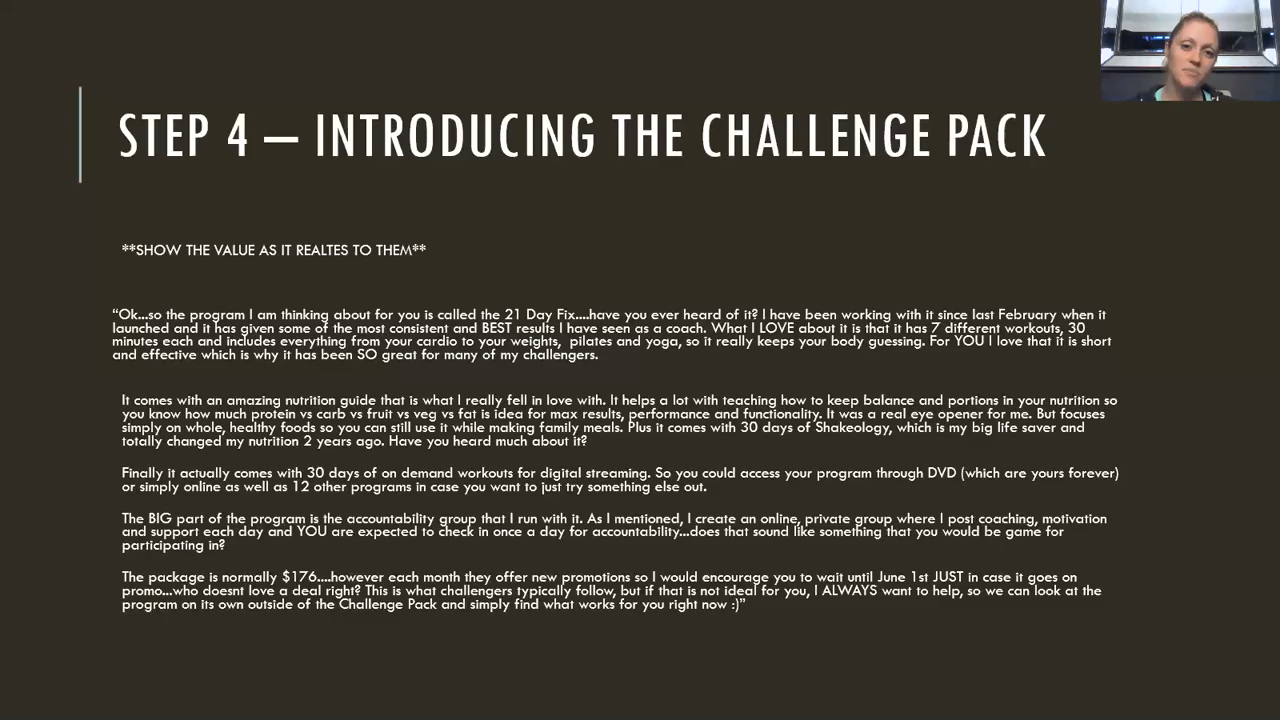 STEP 4 – INTRODUCING THE CHALLENGE PACK
**SHOW THE VALUE AS IT REALTES TO THEM**
“Ok...so the program I am thinking about for you is called the 21 Day Fix....have you ever heard of it? I have been working with it since last February when it
launched and it has given some of the most consistent and BEST results I have seen as a coach. What I LOVE about it is that it has 7 different workouts, 30
minutes each and includes everything from your cardio to your weights, pilates and yoga, so it really keeps your body guessing. For YOU I love that it is short
and effective which is why it has been SO great for many of my challengers.
It comes with an amazing nutrition guide that is what I really fell in love with. It helps a lot with teaching how to keep balance and portions in your nutrition so
you know how much protein vs carb vs fruit vs veg vs fat is idea for max results, performance and functionality. It was a real eye opener for me. But focuses
simply on whole, healthy foods so you can still use it while making family meals. Plus it comes with 30 days of Shakeology, which is my big life saver and
totally changed my nutrition 2 years ago. Have you heard much about it?
Finally it actually comes with 30 days of on demand workouts for digital streaming. So you could access your program through DVD (which are yours forever)
or simply online as well as 12 other programs in case you want to just try something else out.
The BIG part of the program is the accountability group that I run with it. As I mentioned, I create an online, private group where I post coaching, motivation
and support each day and YOU are expected to check in once a day for accountability...does that sound like something that you would be game for
participating in?
The package is normally $176....however each month they offer new promotions so I would encourage you to wait until June 1st JUST in case it goes on
promo...who doesnt love a deal right? This is what challengers typically follow, but if that is not ideal for you, I ALWAYS want to help, so we can look at the
program on its own outside of the Challenge Pack and simply find what works for you right now :)”